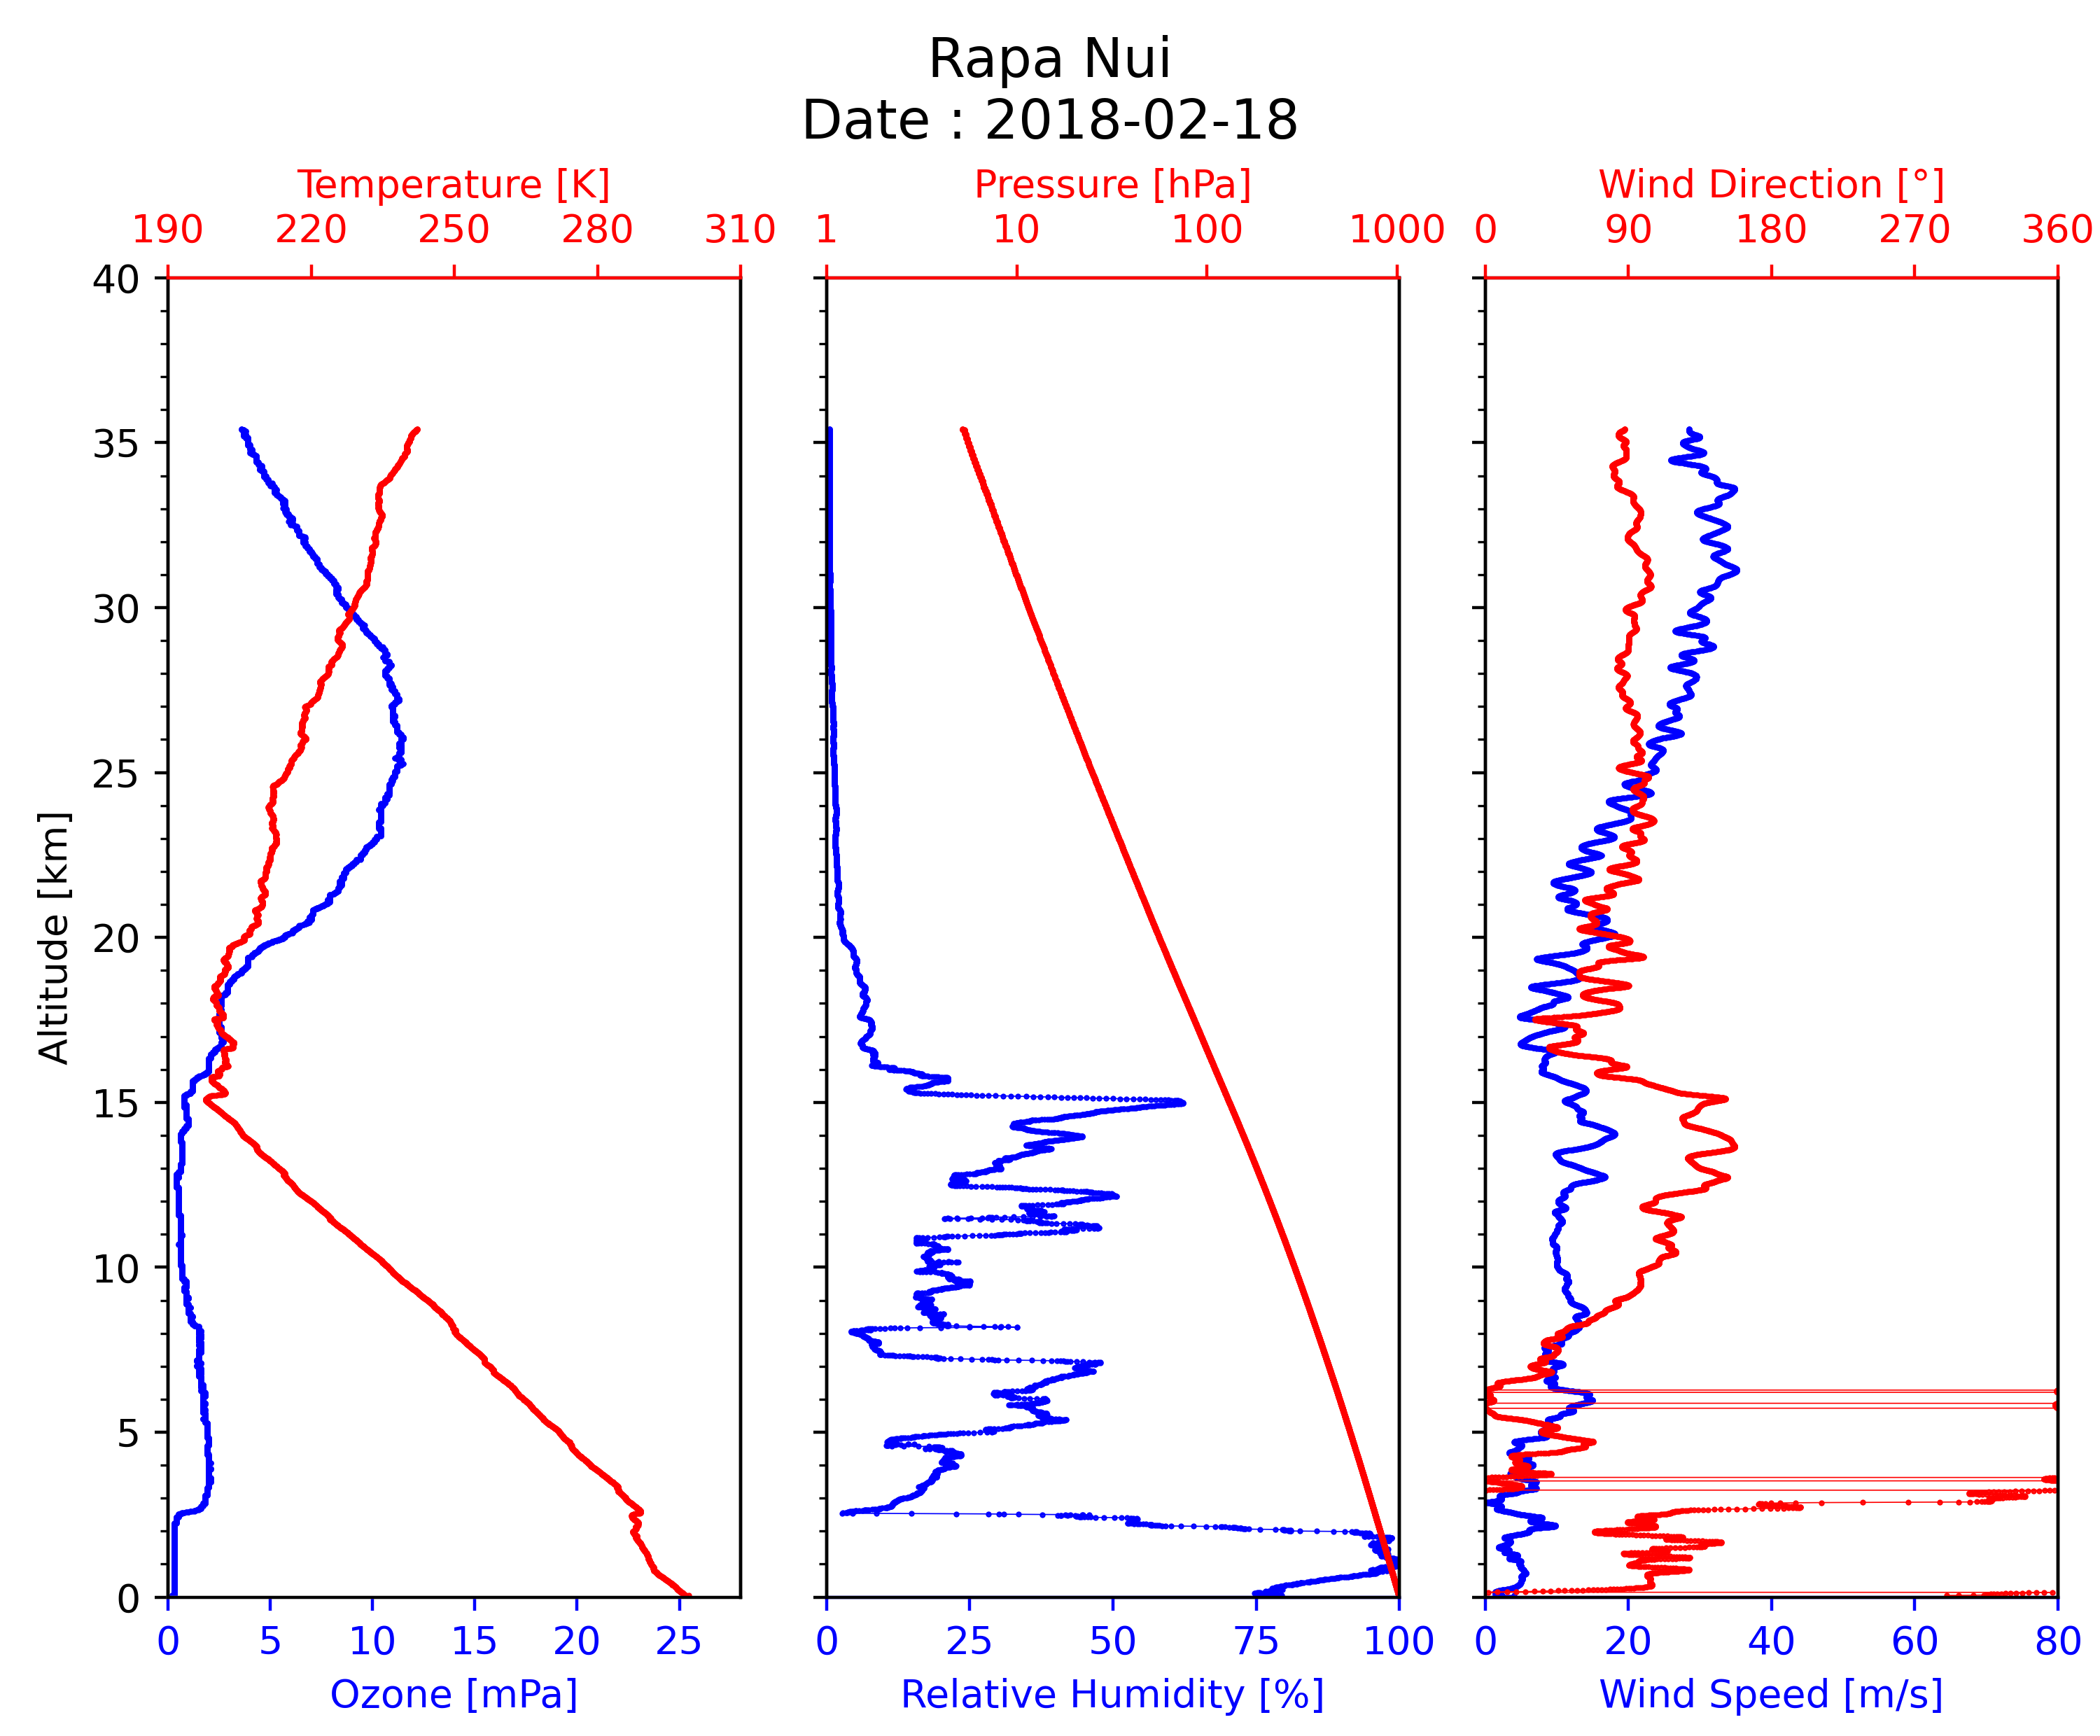 Rapa Nui
Date : 2018-02-18
Temperature [K]
190 220 250 280 310
Pressure [hPa]
1 10 100 1000
Wind Direction [°]
0 90 180 270 360
Altitude [km]
40
35
30
25
20
15
10
5
0
0 5 10 15 20 25
Ozone [mPa]
0 25 50 75 100
Relative Humidity [%]
0 20 40 60 80
Wind Speed [m/s]